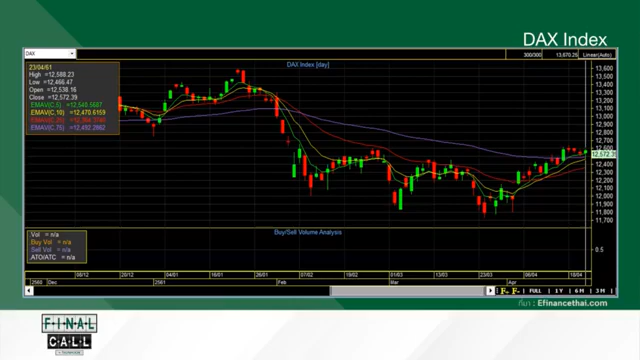 DAX Index
DAX
300/300
13,670.25
Linear(Auto)
DAX Index [day]
23/04/61
High =12,588.23
Low =12,466.47
Open =12,538.16
Close =12,572.39
EMAV(C,5) =12,540.5687
EMAV(C,10) =12,470.6159
EMAV(C,75) =12,492.2862
13,600
13,500
13,400
13,300
13,200
13,100
13,000
12,900
12,800
12,700
12,600
12,572.39
12,400
12,300
12,200
12,100
12,000
11,900
11,800
11,700
Buy/Sell Volume Analysis
.Vol = n/a
.Buy Vol = n/a
.Sell Vol = n/a
.ATO/ATC = n/a
0.5
08/12
20/12
04/01
16/01
26/01
07/02
19/02
01/03
13/03
23/03
06/04
18/04
2560
Dec
2561
Feb
Mar
Apr
FULL
1 Y
6 M
3 M
ที่มา : Efinancethai.com
FINAL
CALL